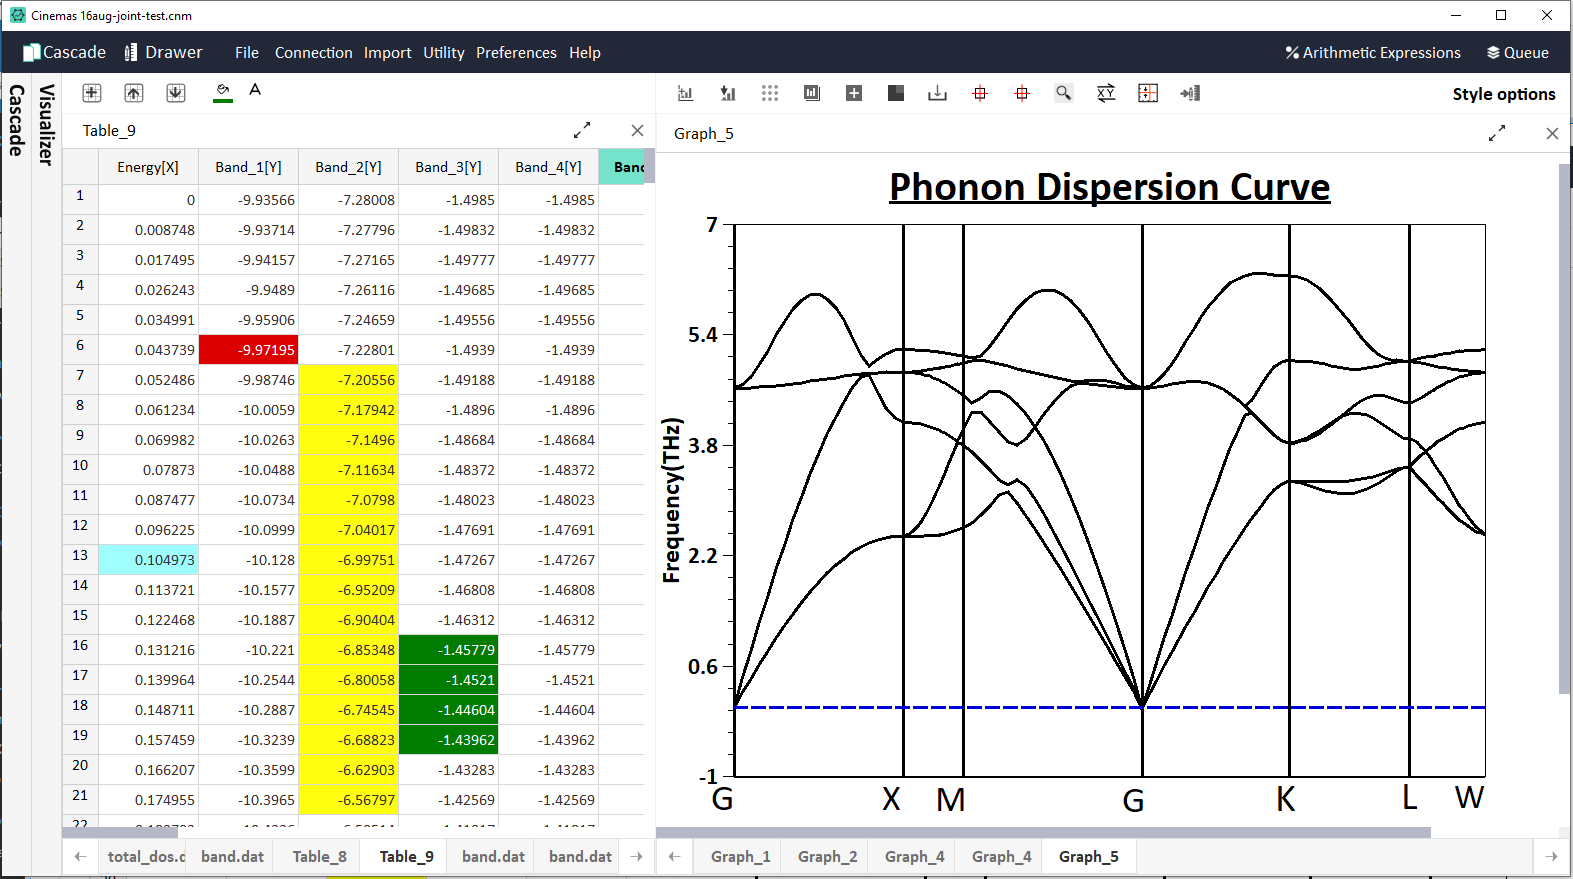 Cinemas 16aug-joint-test.cnm
Cascade Drawer File Connection Import Utility Preferences Help Arithmetic Expressions Queue
Cascade
Visualizer
A
XY
Style options
Table_9
Graph_5
Energy[X] Band_1[Y] Band_2[Y] Band_3[Y] Band_4[Y] Band
1 0 -9.93566 -7.28008 -1.4985 -1.4985
2 0.008748 -9.93714 -7.27796 -1.49832 -1.49832
3 0.017495 -9.94157 -7.27165 -1.49777 -1.49777
4 0.026243 -9.9489 -7.26116 -1.49685 -1.49685
5 0.034991 -9.95906 -7.24659 -1.49556 -1.49556
6 0.043739 -9.97195 -7.22801 -1.4939 -1.4939
7 0.052486 -9.98746 -7.20556 -1.49188 -1.49188
8 0.061234 -10.0059 -7.17942 -1.4896 -1.4896
9 0.069982 -10.0263 -7.1496 -1.48684 -1.48684
10 0.07873 -10.0488 -7.11634 -1.48372 -1.48372
11 0.087477 -10.0734 -7.0798 -1.48023 -1.48023
12 0.096225 -10.0999 -7.04017 -1.47691 -1.47691
13 0.104973 -10.128 -6.99751 -1.47267 -1.47267
14 0.113721 -10.1577 -6.95209 -1.46808 -1.46808
15 0.122468 -10.1887 -6.90404 -1.46312 -1.46312
16 0.131216 -10.221 -6.85348 -1.45779 -1.45779
17 0.139964 -10.2544 -6.80058 -1.4521 -1.4521
18 0.148711 -10.2887 -6.74545 -1.44604 -1.44604
19 0.157459 -10.3239 -6.68823 -1.43962 -1.43962
20 0.166207 -10.3599 -6.62903 -1.43283 -1.43283
21 0.174955 -10.3965 -6.56797 -1.42569 -1.42569
22
total_dos.d band.dat Table_8 Table_9 band.dat band.dat
Phonon Dispersion Curve
Frequency(THz)
7
5.4
3.8
2.2
0.6
-1
G X M G K L W
Graph_1 Graph_2 Graph_4 Graph_4 Graph_5